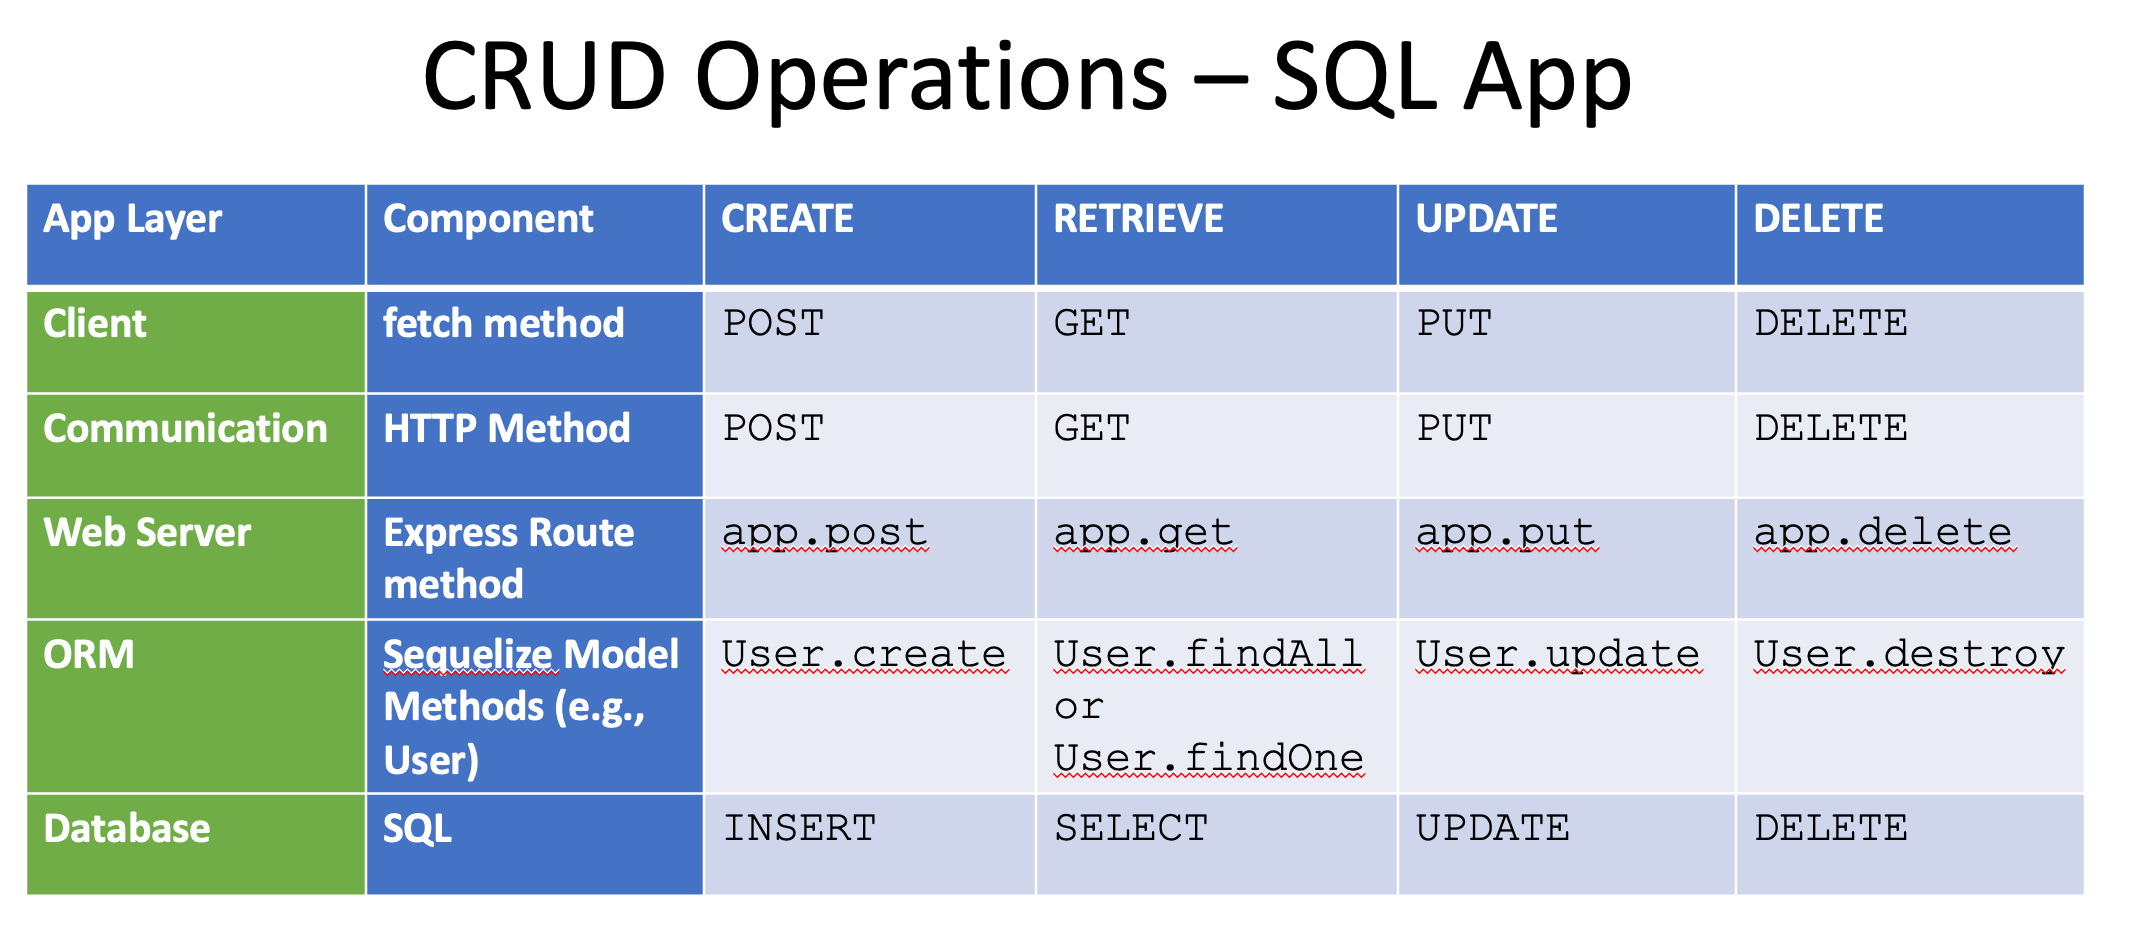 CRUD Operations – SQL App
App Layer Component CREATE RETRIEVE UPDATE DELETE
Client fetch method POST GET PUT DELETE
Communication HTTP Method POST GET PUT DELETE
Web Server Express Route app.post app.get app.put app.delete
method
ORM Sequelize Model User.create User.findAll User.update User.destroy
Methods (e.g., or
User) User.findOne
Database SQL INSERT SELECT UPDATE DELETE